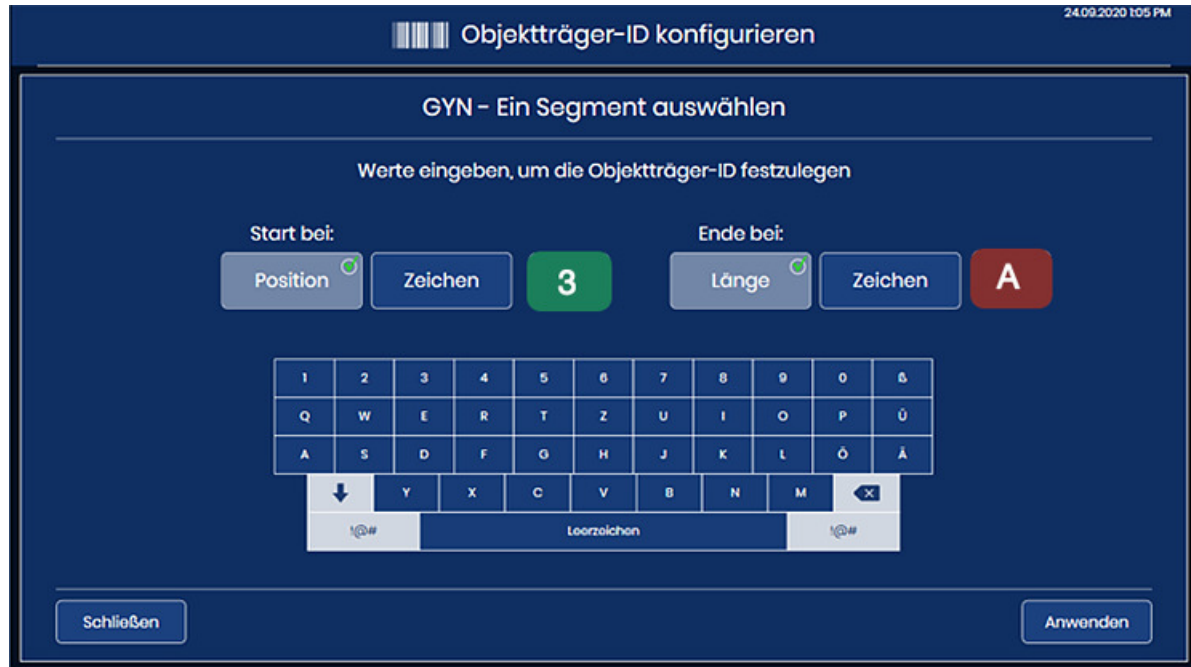 24.09.2020 1:05 PM
Objektträger-ID konfigurieren
GYN - Ein Segment auswählen
Werte eingeben, um die Objektträger-ID festzulegen
Start bei: Ende bei:
Position Zeichen 3 Länge Zeichen A
1 2 3 4 5 6 7 8 9 0 ß
Q W E R T Z U I O P Ü
A S D F G H J K L Ö Ä
Y X C V B N M
!@# Leerzeichen !@#
Schließen Anwenden